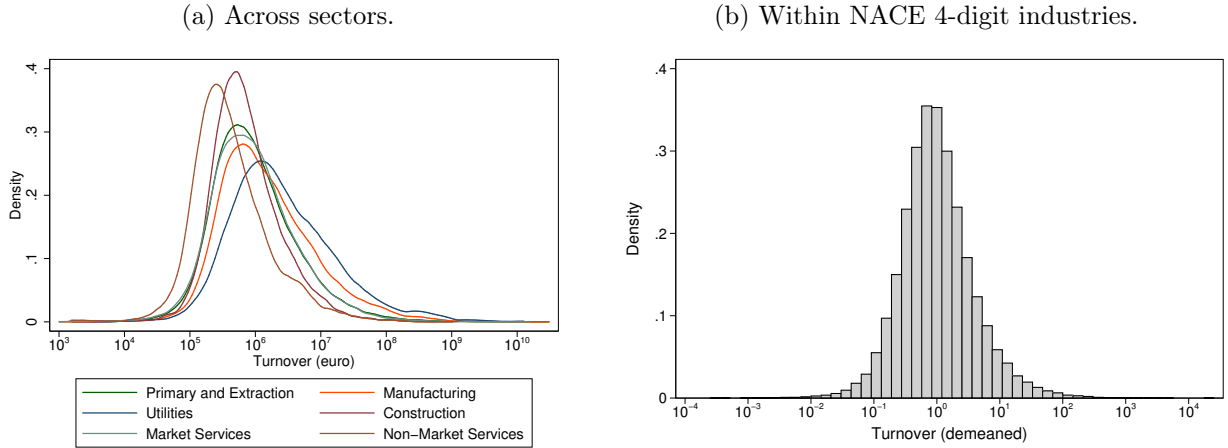 (a) Across sectors.
(b) Within NACE 4-digit industries.
.4
.3
.2
.1
0
Density
10³ 10⁴ 10⁵ 10⁶ 10⁷ 10⁸ 10⁹ 10¹⁰
Turnover (euro)
Primary and Extraction Manufacturing
Utilities Construction
Market Services Non−Market Services
.4
.3
.2
.1
0
Density
10⁻⁴ 10⁻³ 10⁻² 10⁻¹ 10⁰ 10¹ 10² 10³ 10⁴
Turnover (demeaned)